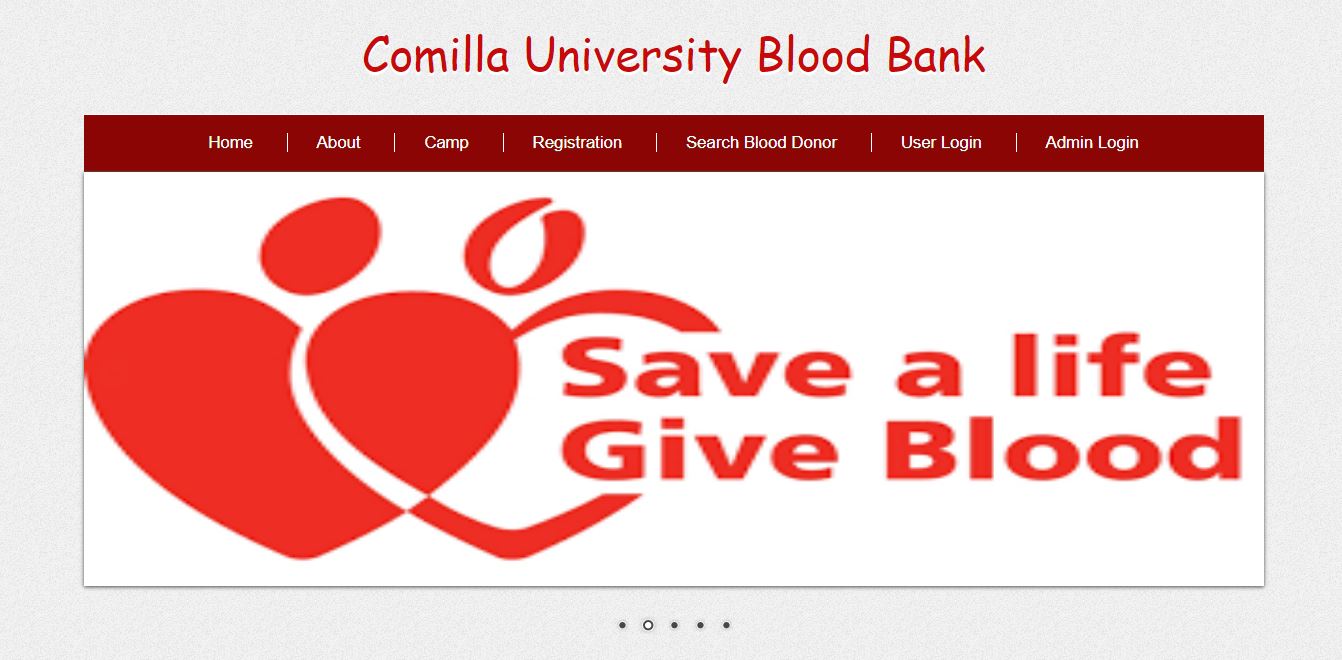 Comilla University Blood Bank
Home About Camp Registration Search Blood Donor User Login Admin Login
Save a life
Give Blood